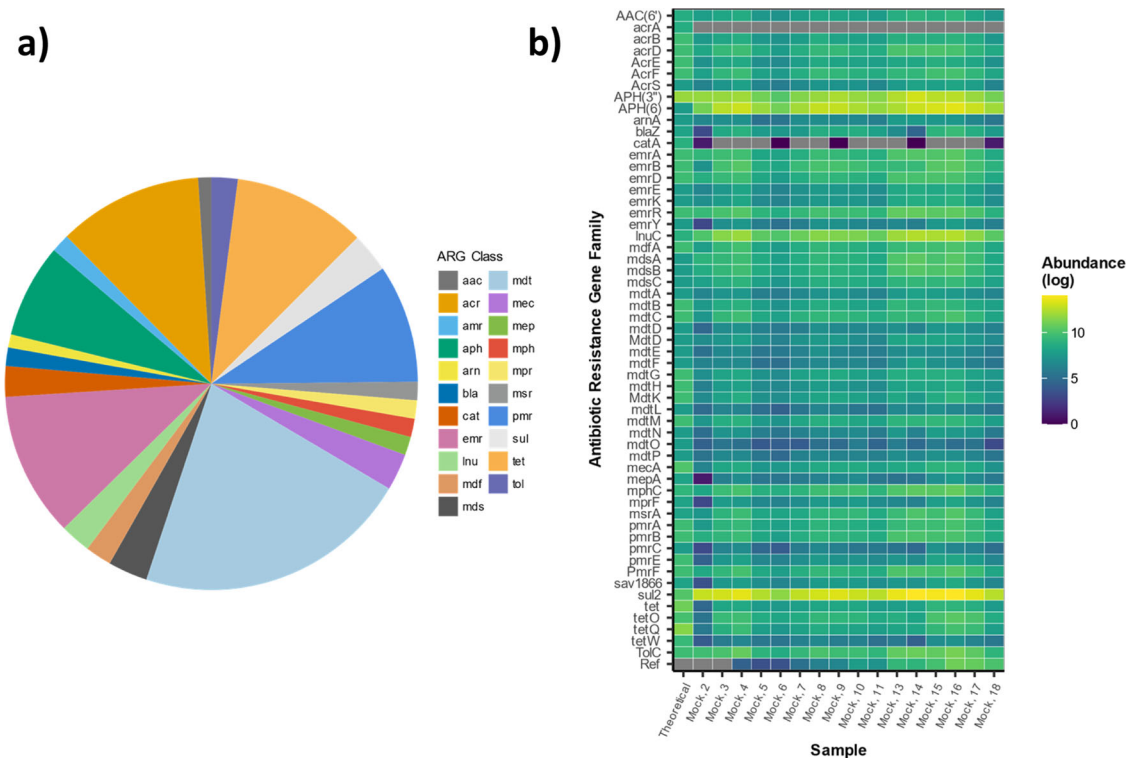 a)
ARG Class
aac
acr
amr
aph
arn
bla
cat
emr
lnu
mdf
mds
mdt
mec
mep
mph
mpr
msr
pmr
sul
tet
tol
b)
Antibiotic Resistance Gene Family
AAC(6')
acrA
acrB
acrD
AcrE
AcrF
AcrS
APH(3")
APH(6)
arnA
blaZ
catA
emrA
emrB
emrD
emrE
emrK
emrR
emrY
lnuC
mdfA
mdsA
mdsB
mdsC
mdtA
mdtB
mdtC
mdtD
MdtD
mdtE
mdtF
mdtG
mdtH
MdtK
mdtL
mdtM
mdtN
mdtO
mdtP
mecA
mepA
mphC
mprF
msrA
pmrA
pmrB
pmrC
pmrE
PmrF
sav1866
sul2
tet
tetO
tetQ
tetW
TolC
Ref
Theoretical
Mock, 2
Mock, 3
Mock, 4
Mock, 5
Mock, 6
Mock, 7
Mock, 8
Mock, 9
Mock, 10
Mock, 11
Mock, 13
Mock, 14
Mock, 15
Mock, 16
Mock, 17
Mock, 18
Sample
Abundance
(log)
10
5
0